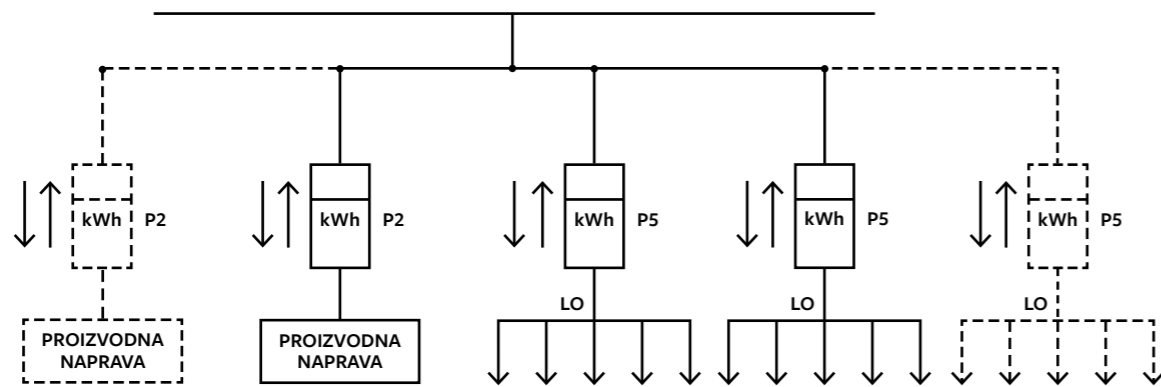 kWh P2
kWh P2
kWh P5
kWh P5
kWh P5
LO
LO
LO
PROIZVODNA
NAPRAVA
PROIZVODNA
NAPRAVA